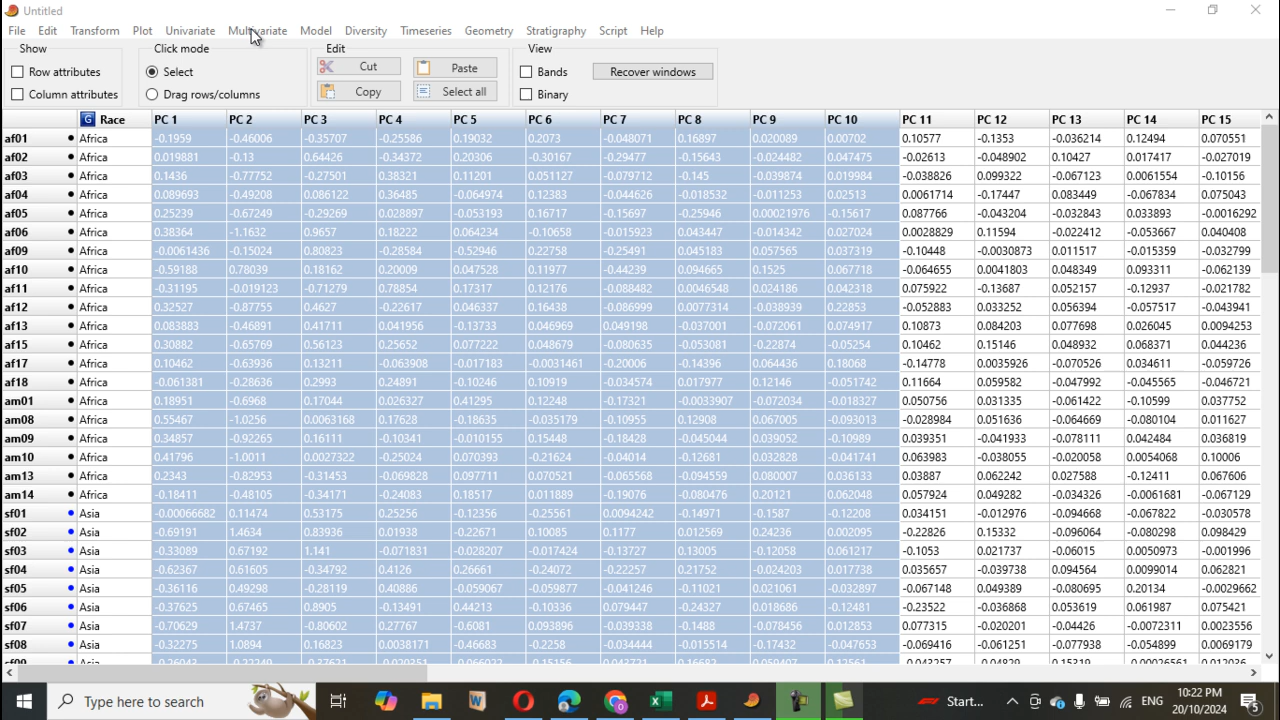 Untitled
File Edit Transform Plot Univariate Multivariate Model Diversity Timeseries Geometry Stratigraphy Script Help
Show Click mode Edit View
Row attributes Select Cut Paste Bands Recover windows
Column attributes Drag rows/columns Copy Select all Binary
G Race PC 1 PC 2 PC 3 PC 4 PC 5 PC 6 PC 7 PC 8 PC 9 PC 10 PC 11 PC 12 PC 13 PC 14 PC 15
af01 Africa -0.1959 -0.46006 -0.35707 -0.25586 0.19032 0.2073 -0.048071 0.16897 0.020089 0.00702 0.10577 -0.1353 -0.036214 0.12494 0.070551
af02 Africa 0.019881 -0.13 0.64426 -0.34372 0.20306 -0.30167 -0.29477 -0.15643 -0.024482 0.047475 -0.02613 -0.048902 0.10427 0.017417 -0.027019
af03 Africa 0.1436 -0.77752 -0.27501 0.38321 0.11201 0.051127 -0.079712 -0.145 -0.039874 0.019984 -0.038826 0.099322 -0.067123 0.0061554 -0.10156
af04 Africa 0.089693 -0.49208 0.086122 0.36485 -0.064974 0.12383 -0.044626 -0.018532 -0.011253 0.02513 0.0061714 -0.17447 0.083449 -0.067834 0.075043
af05 Africa 0.25239 -0.67249 -0.29269 0.028897 -0.053193 0.16717 -0.15697 -0.25946 0.00021976 -0.15617 0.087766 -0.043204 -0.032843 0.033893 -0.0016292
af06 Africa 0.38364 -1.1632 0.9657 0.18222 0.064234 -0.10658 -0.015923 0.043447 -0.014342 0.027024 0.0028829 0.11594 -0.022412 -0.053667 0.040408
af09 Africa -0.0061436 -0.15024 0.80823 -0.28584 -0.52946 0.22758 -0.25491 0.045183 0.057565 0.037319 -0.10448 -0.0030873 0.011517 -0.015359 -0.032799
af10 Africa -0.59188 0.78039 0.18162 0.20009 0.047528 0.11977 -0.44239 0.094665 0.1525 0.067718 -0.064655 0.0041803 0.048349 0.093311 -0.062139
af11 Africa -0.31195 -0.019123 -0.71279 0.78854 0.17317 0.12176 -0.088482 0.0046548 0.024186 0.042318 0.075922 -0.13687 0.052157 -0.12937 -0.021782
af12 Africa 0.32527 -0.87755 0.4627 -0.22617 0.046337 0.16438 -0.086999 0.0077314 -0.038939 0.22853 -0.052883 0.033252 0.056394 -0.057517 -0.043941
af13 Africa 0.083883 -0.46891 0.41711 0.041956 -0.13733 0.046969 0.049198 -0.037001 -0.072061 0.074917 0.10873 0.084203 0.077698 0.026045 0.0094253
af15 Africa 0.30882 -0.65769 0.56123 0.25652 0.077222 0.048679 -0.080635 -0.053081 -0.22874 -0.05254 0.10462 0.15146 0.048932 0.068371 0.044236
af17 Africa 0.10462 -0.63936 0.13211 -0.063908 -0.017183 -0.0031461 -0.20006 -0.14396 0.064436 0.18068 -0.14778 0.0035926 -0.070526 0.034611 -0.059726
af18 Africa -0.061381 -0.28636 0.2993 0.24891 -0.10246 0.10919 -0.034574 0.017977 0.12146 -0.051742 0.11664 0.059582 -0.047992 -0.045565 -0.046721
am01 Africa 0.18951 -0.6968 0.17044 0.026327 0.41295 0.12248 -0.17321 -0.0033907 -0.072034 -0.018327 0.050756 0.031335 -0.061422 -0.10599 0.037752
am08 Africa 0.55467 -1.0256 0.0063168 0.17628 -0.18635 -0.035179 -0.10955 0.12908 0.067005 -0.093013 -0.028984 0.051636 -0.064669 -0.080104 0.011627
am09 Africa 0.34857 -0.92265 0.16111 -0.10341 -0.010155 0.15448 -0.18428 -0.045044 0.039052 -0.10989 0.039351 -0.041933 -0.078111 0.042484 0.036819
am10 Africa 0.41796 -1.0011 0.0027322 -0.25024 0.070393 -0.21624 -0.04014 -0.12681 0.032828 -0.041741 0.063983 -0.038055 -0.020058 0.0054068 0.10006
am13 Africa 0.2343 -0.82953 -0.31453 -0.069828 0.097711 0.070521 -0.065568 -0.094559 0.080007 0.036133 0.03887 0.062242 0.027588 -0.12411 0.067606
am14 Africa -0.18411 -0.48105 -0.34171 -0.24083 0.18517 0.011889 -0.19076 -0.080476 0.20121 0.062048 0.057924 0.049282 -0.034326 -0.0061681 -0.067129
sf01 Asia -0.00066682 0.11474 0.53175 0.25256 -0.12356 -0.25561 0.0094242 -0.14971 -0.1587 -0.12208 0.034151 -0.012976 -0.094668 -0.067822 -0.030578
sf02 Asia -0.69191 1.4634 0.83936 0.01938 -0.22671 0.10085 0.1177 0.012569 0.24236 0.002095 -0.22826 0.15332 -0.096064 -0.080298 0.098429
sf03 Asia -0.33089 0.67192 1.141 -0.071831 -0.028207 -0.017424 -0.13727 0.13005 -0.12058 0.061217 -0.1053 0.021737 -0.06015 0.0050973 -0.001996
sf04 Asia -0.62367 0.61605 -0.34792 0.4126 0.26661 -0.24072 -0.22257 0.21752 -0.024203 0.017738 0.035657 -0.039738 0.094564 0.0099014 0.062821
sf05 Asia -0.36116 0.49298 -0.28119 0.40886 -0.059067 -0.059877 -0.041246 -0.11021 0.021061 -0.032897 -0.067148 0.049389 -0.080695 0.20134 -0.0029662
sf06 Asia -0.37625 0.67465 0.8905 -0.13491 0.44213 -0.10336 0.079447 -0.24327 0.018686 -0.12481 -0.23522 -0.036868 0.053619 0.061987 0.075421
sf07 Asia -0.70629 1.4737 -0.80602 0.27767 -0.6081 0.093896 -0.039338 -0.1488 -0.078456 0.012853 0.077315 -0.020201 -0.04426 -0.0072311 0.0023556
sf08 Asia -0.32275 1.0894 0.16823 0.0038171 -0.46683 -0.2258 -0.034444 -0.015514 -0.17432 -0.047653 -0.069416 -0.061251 -0.077938 -0.054899 0.0069179
Type here to search Start... ENG 10:22 PM
20/10/2024 5